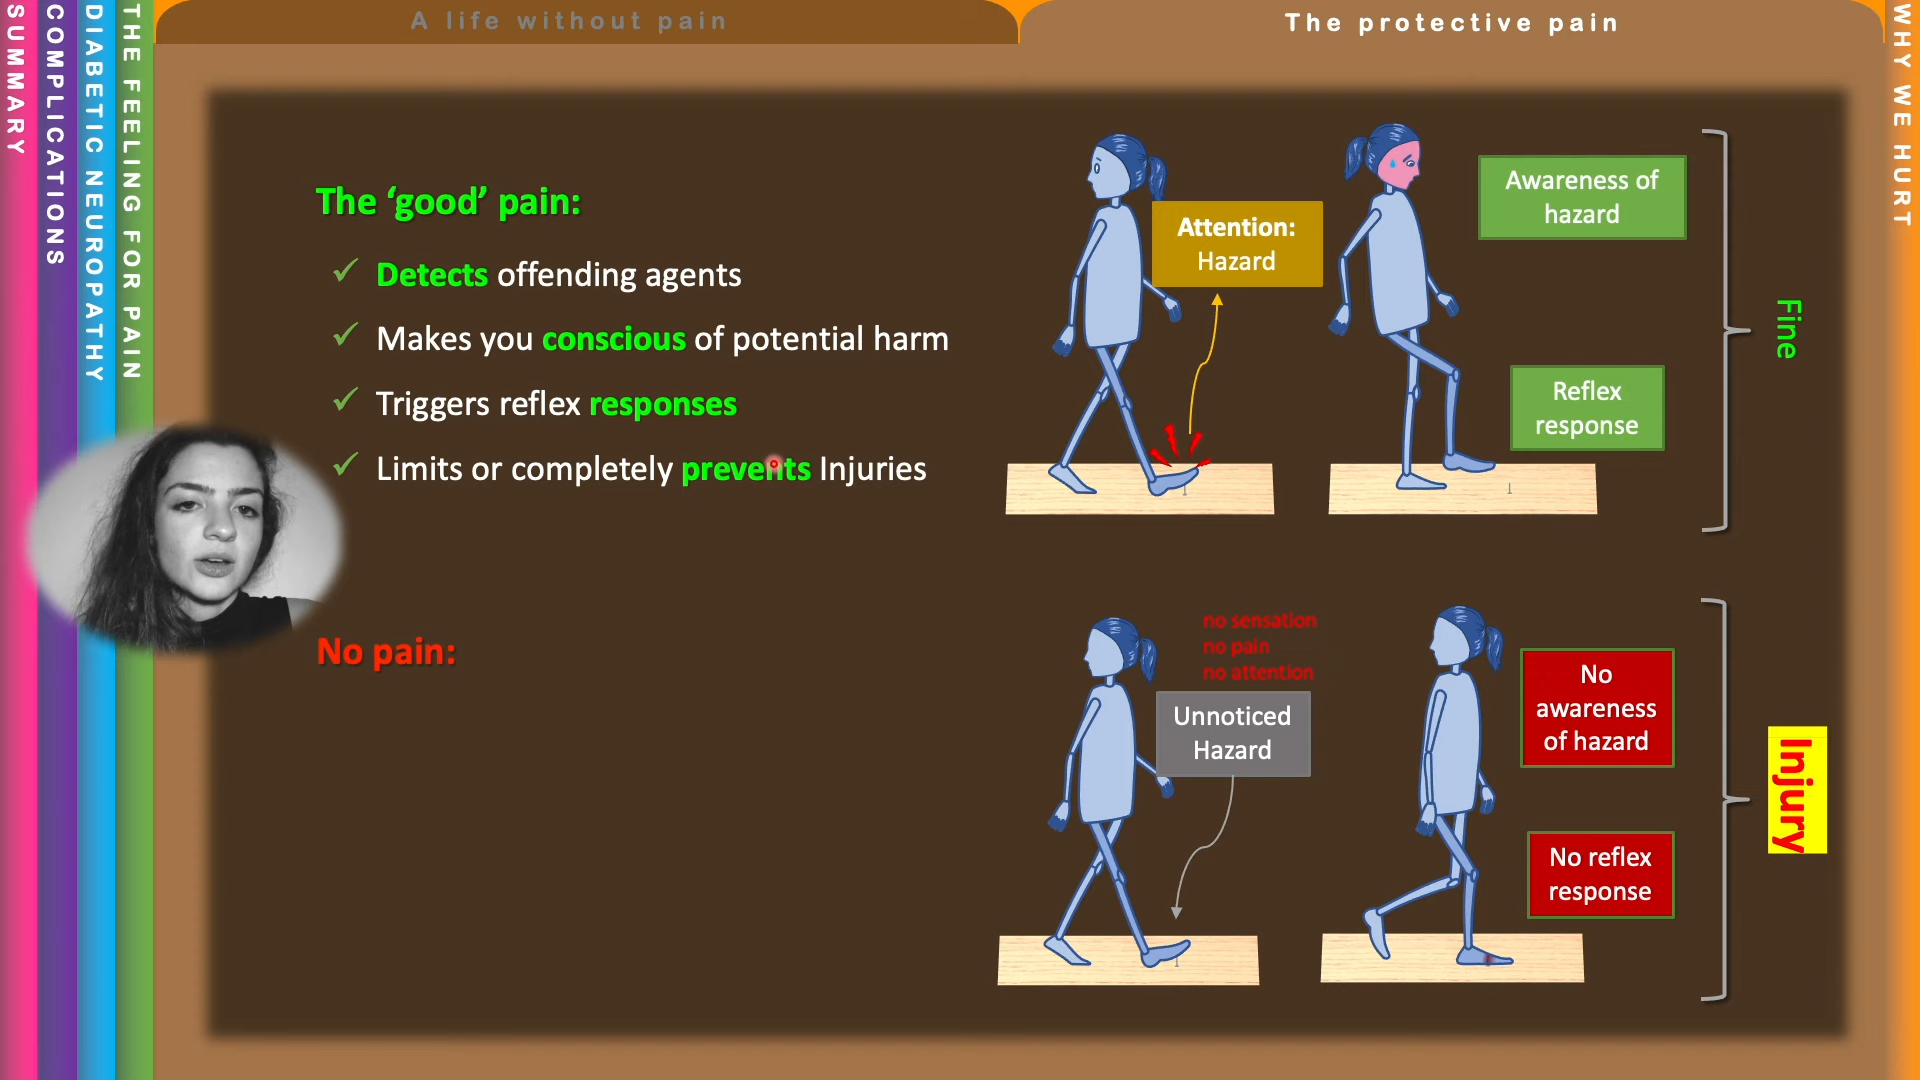 A life without pain
The protective pain
SUMMARY
COMPLICATIONS
DIABETIC NEUROPATHY
THE FEELING FOR PAIN
WHY WE HURT
The ‘good’ pain:
✓ Detects offending agents
✓ Makes you conscious of potential harm
✓ Triggers reflex responses
✓ Limits or completely prevents Injuries
Attention:
Hazard
Awareness of
hazard
Reflex
response
Fine
No pain:
no sensation
no pain
no attention
Unnoticed
Hazard
No
awareness
of hazard
No reflex
response
Injury